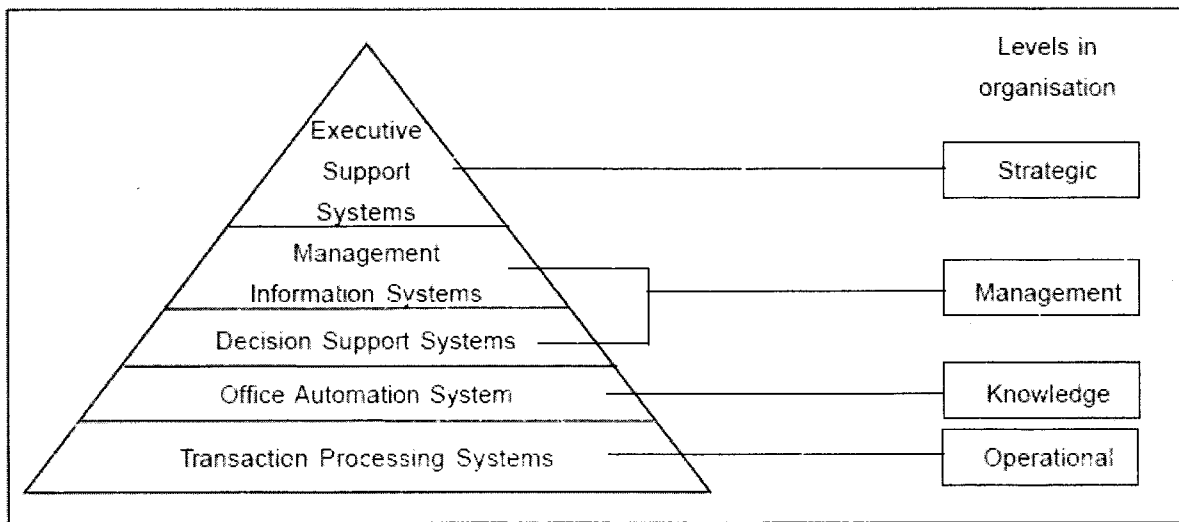 Levels in
organisation
Executive
Support
Systems
Strategic
Management
Information Systems
Management
Decision Support Systems
Office Automation System
Knowledge
Transaction Processing Systems
Operational